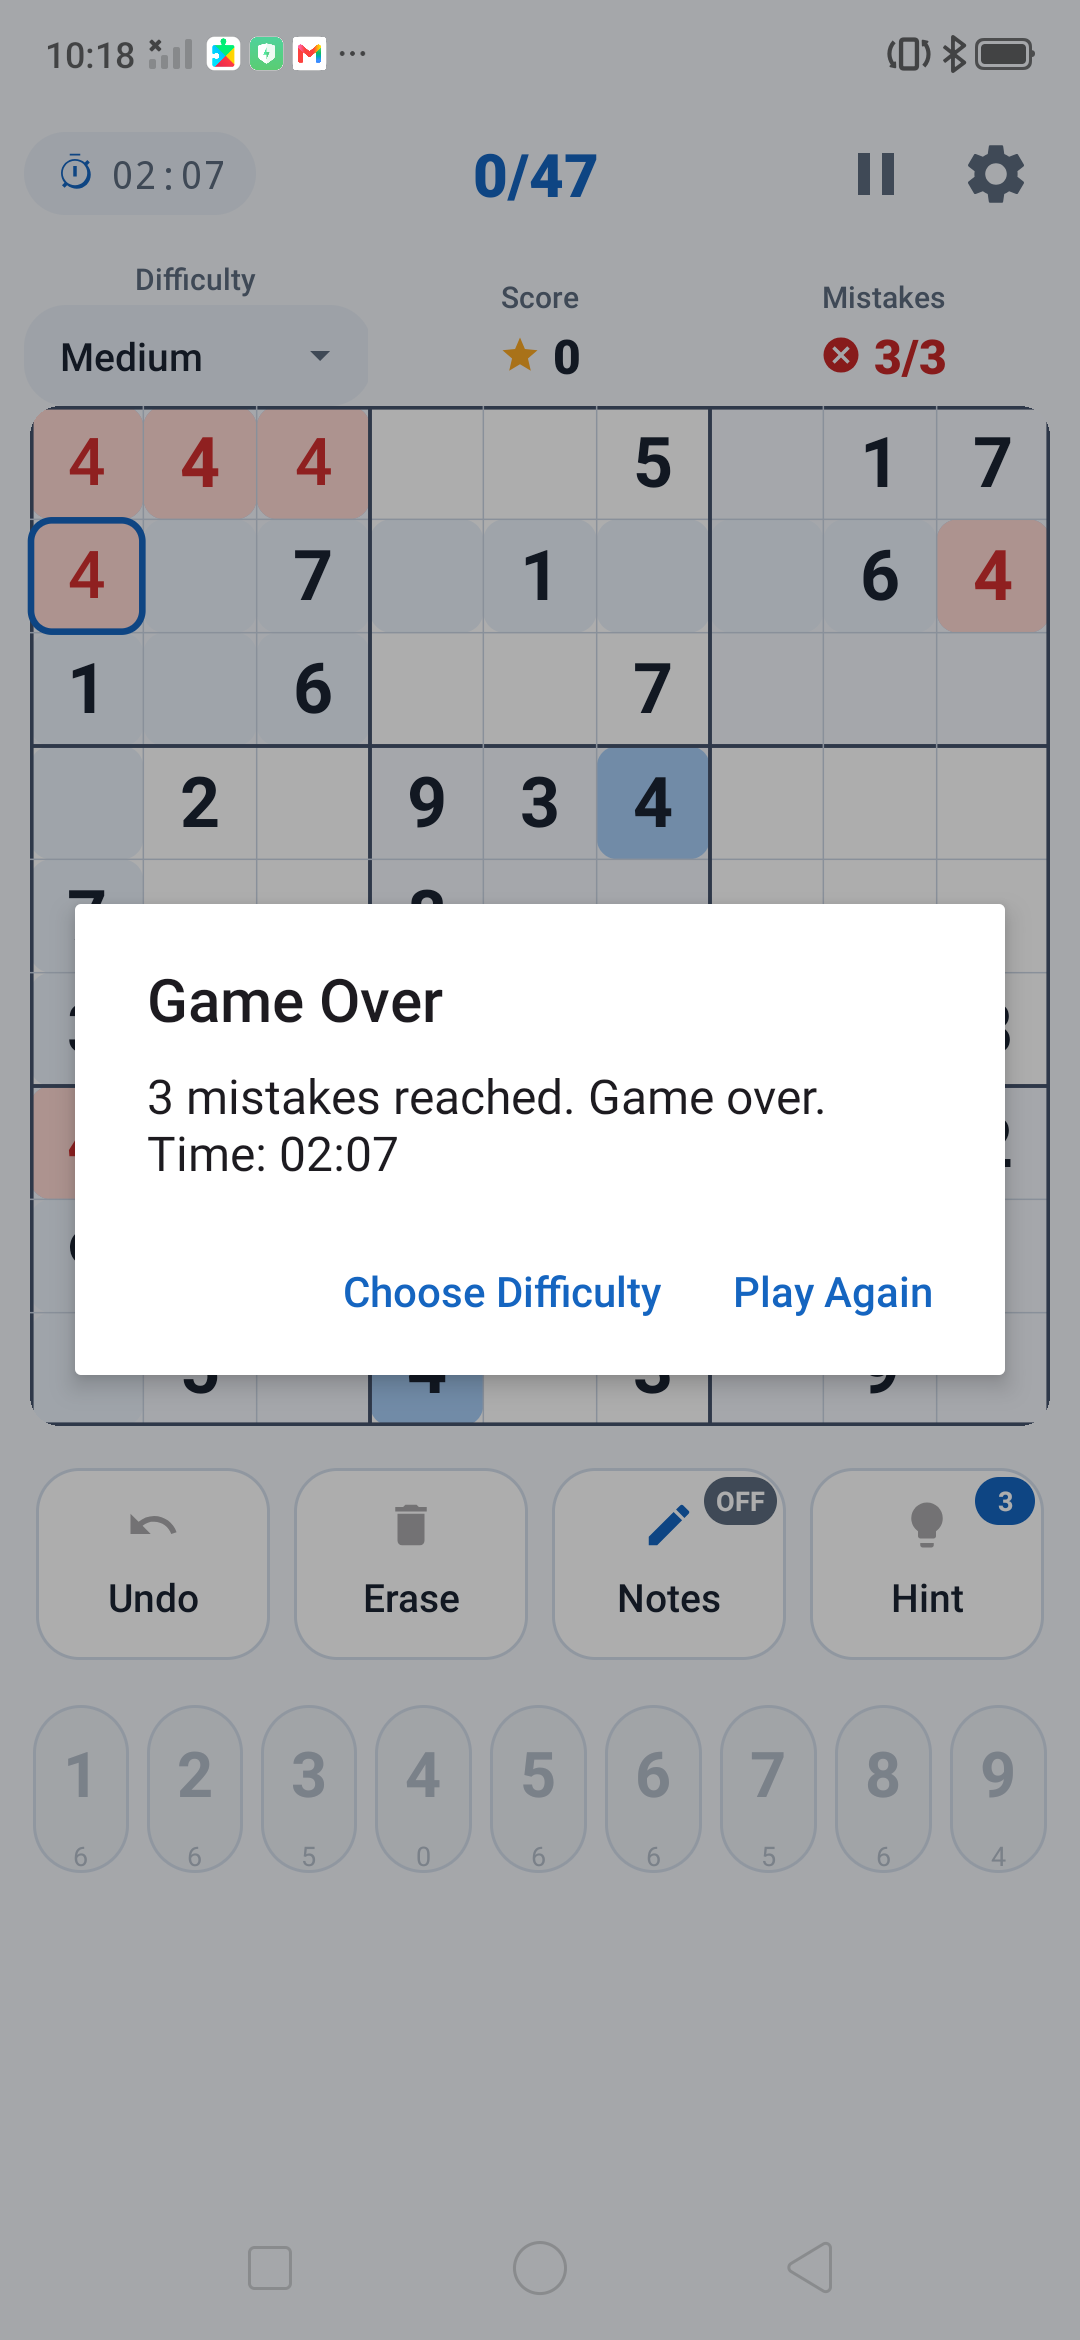 10:18
02:07 0/47
Difficulty Score Mistakes
Medium 0 3/3
4 4 4 5 1 7
4 7 1 6 4
1 6 7
2 9 3 4
Game Over
3 mistakes reached. Game over.
Time: 02:07
Choose Difficulty Play Again
4 9
OFF 3
Undo Erase Notes Hint
1 2 3 4 5 6 7 8 9
6 6 5 0 6 6 5 6 4